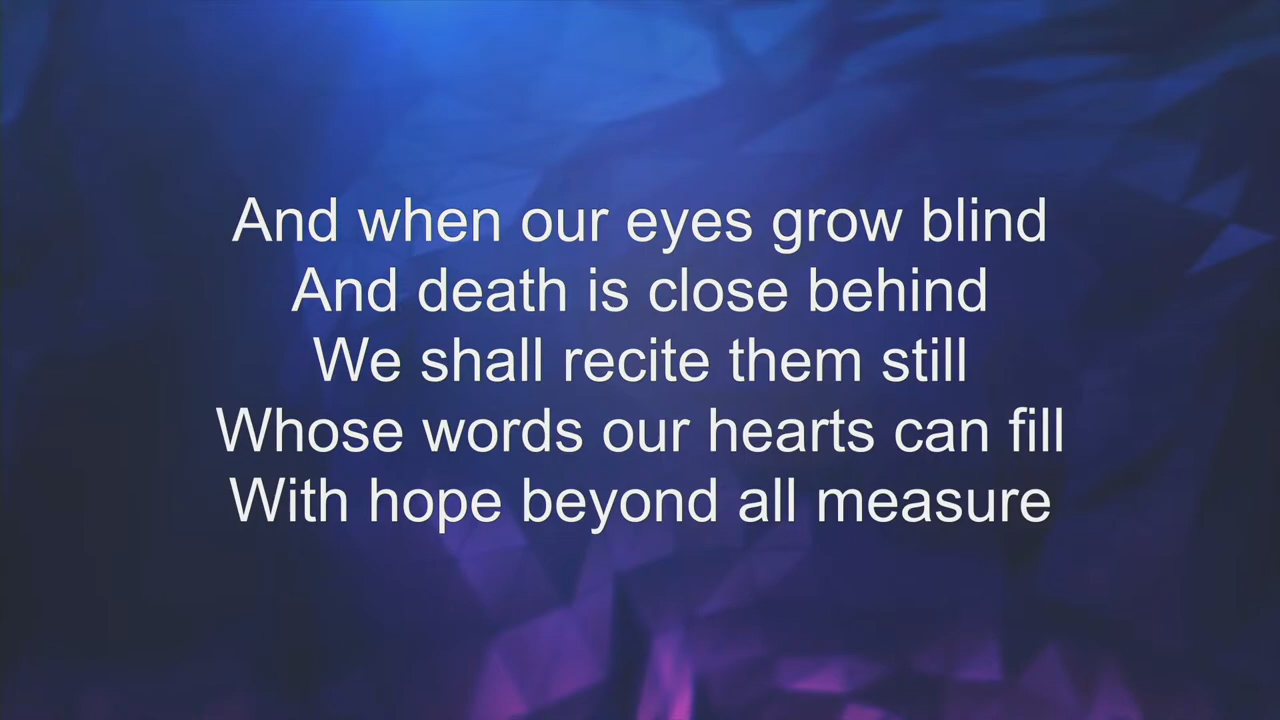 And when our eyes grow blind
And death is close behind
We shall recite them still
Whose words our hearts can fill
With hope beyond all measure